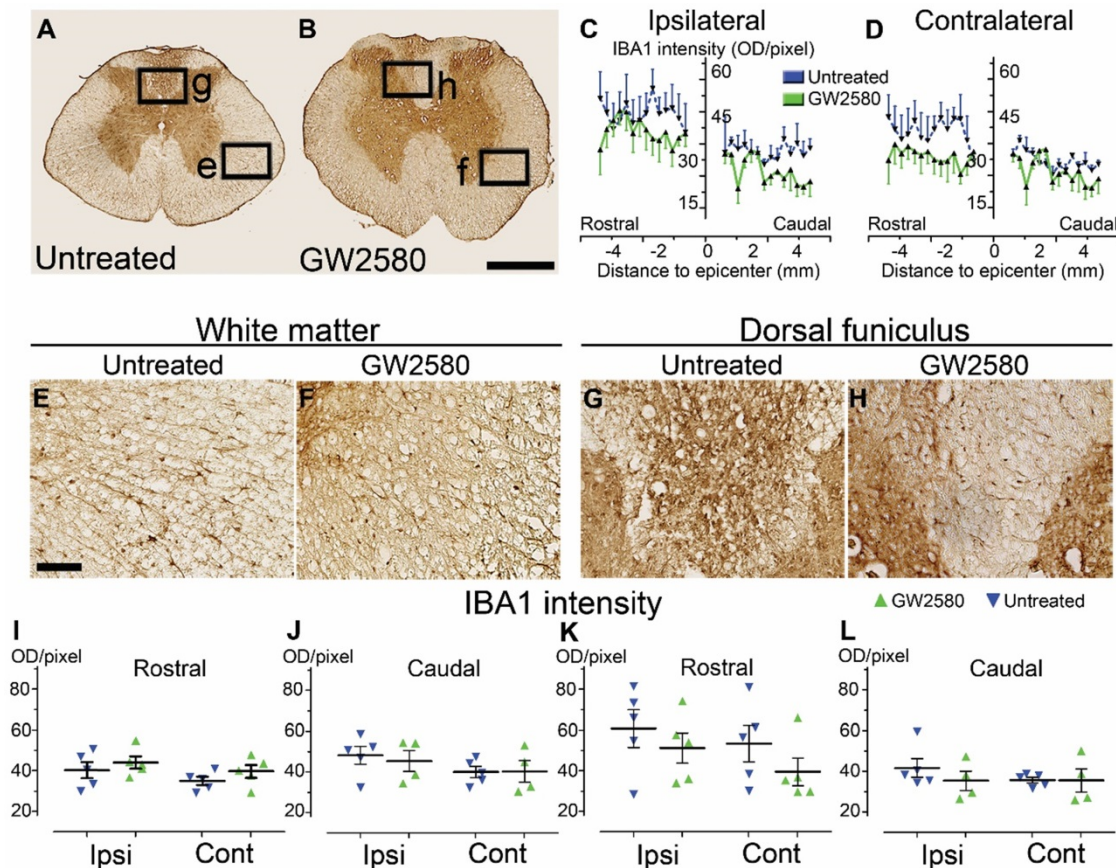 A
B
g
h
e
f
Untreated
GW2580
Ipsilateral
Contralateral
C
D
IBA1 intensity (OD/pixel)
60
45
30
15
Untreated
GW2580
60
45
30
15
Rostral
Caudal
Rostral
Caudal
-4 -2 0 2 4
-4 -2 0 2 4
Distance to epicenter (mm)
Distance to epicenter (mm)
White matter
Dorsal funiculus
Untreated
GW2580
Untreated
GW2580
E
F
G
H
IBA1 intensity
GW2580
Untreated
I
J
K
L
OD/pixel
OD/pixel
OD/pixel
OD/pixel
Rostral
Caudal
Rostral
Caudal
80
60
40
20
80
60
40
20
80
60
40
20
80
60
40
20
Ipsi Cont
Ipsi Cont
Ipsi Cont
Ipsi Cont